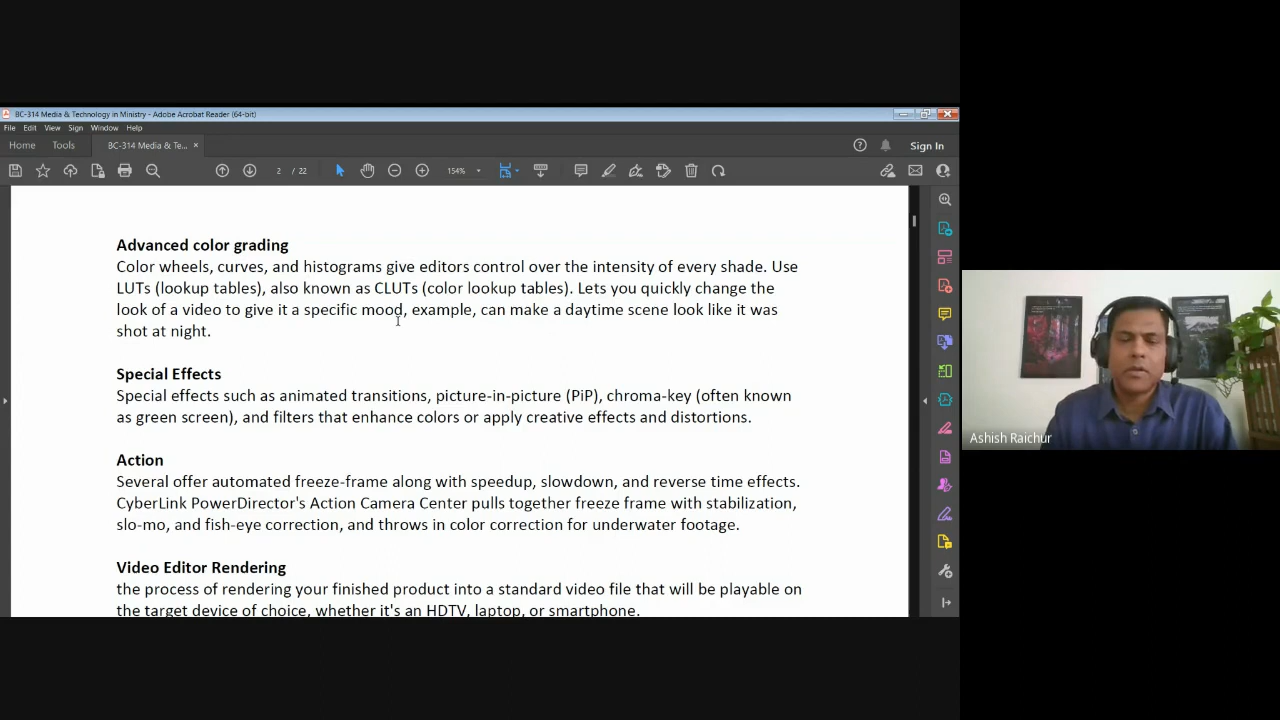 BC-314 Media & Technology in Ministry - Adobe Acrobat Reader (64-bit)
File Edit View Sign Window Help
Home Tools BC-314 Media & Te... × Sign In
2 / 22 154%
Advanced color grading
Color wheels, curves, and histograms give editors control over the intensity of every shade. Use
LUTs (lookup tables), also known as CLUTs (color lookup tables). Lets you quickly change the
look of a video to give it a specific mood, example, can make a daytime scene look like it was
shot at night.
Special Effects
Special effects such as animated transitions, picture-in-picture (PiP), chroma-key (often known
as green screen), and filters that enhance colors or apply creative effects and distortions.
Action
Several offer automated freeze-frame along with speedup, slowdown, and reverse time effects.
CyberLink PowerDirector's Action Camera Center pulls together freeze frame with stabilization,
slo-mo, and fish-eye correction, and throws in color correction for underwater footage.
Video Editor Rendering
the process of rendering your finished product into a standard video file that will be playable on
the target device of choice, whether it's an HDTV, laptop, or smartphone.
Ashish Raichur